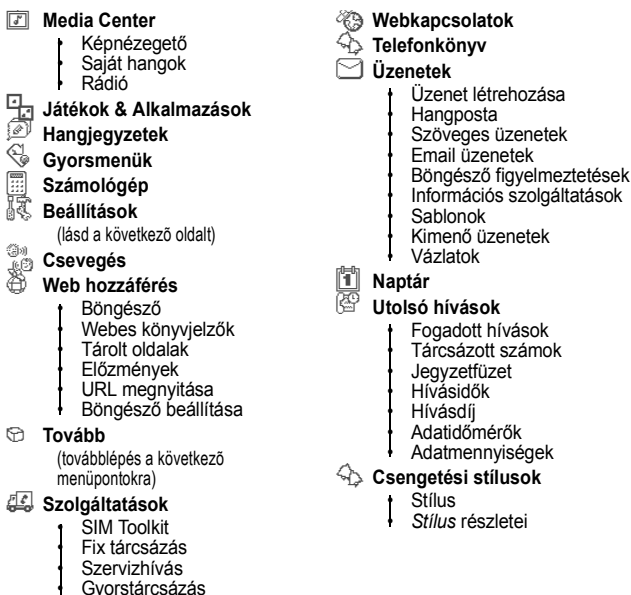 Media Center
Képnézegető
Saját hangok
Rádió
Játékok & Alkalmazások
Hangjegyzetek
Gyorsmenük
Számológép
Beállítások
(lásd a következõ oldalt)
Csevegés
Web hozzáférés
Böngésző
Webes könyvjelzők
Tárolt oldalak
Előzmények
URL megnyitása
Böngésző beállítása
Tovább
(továbblépés a következõ
menüpontokra)
Szolgáltatások
SIM Toolkit
Fix tárcsázás
Szervizhívás
Gyorstárcsázás
Webkapcsolatok
Telefonkönyv
Üzenetek
Üzenet létrehozása
Hangposta
Szöveges üzenetek
Email üzenetek
Böngésző figyelmeztetések
Információs szolgáltatások
Sablonok
Kimenő üzenetek
Vázlatok
Naptár
Utolsó hívások
Fogadott hívások
Tárcsázott számok
Jegyzetfüzet
Hívásidők
Hívásdíj
Adatidőmérők
Adatmennyiségek
Csengetési stílusok
Stílus
Stílus részletei